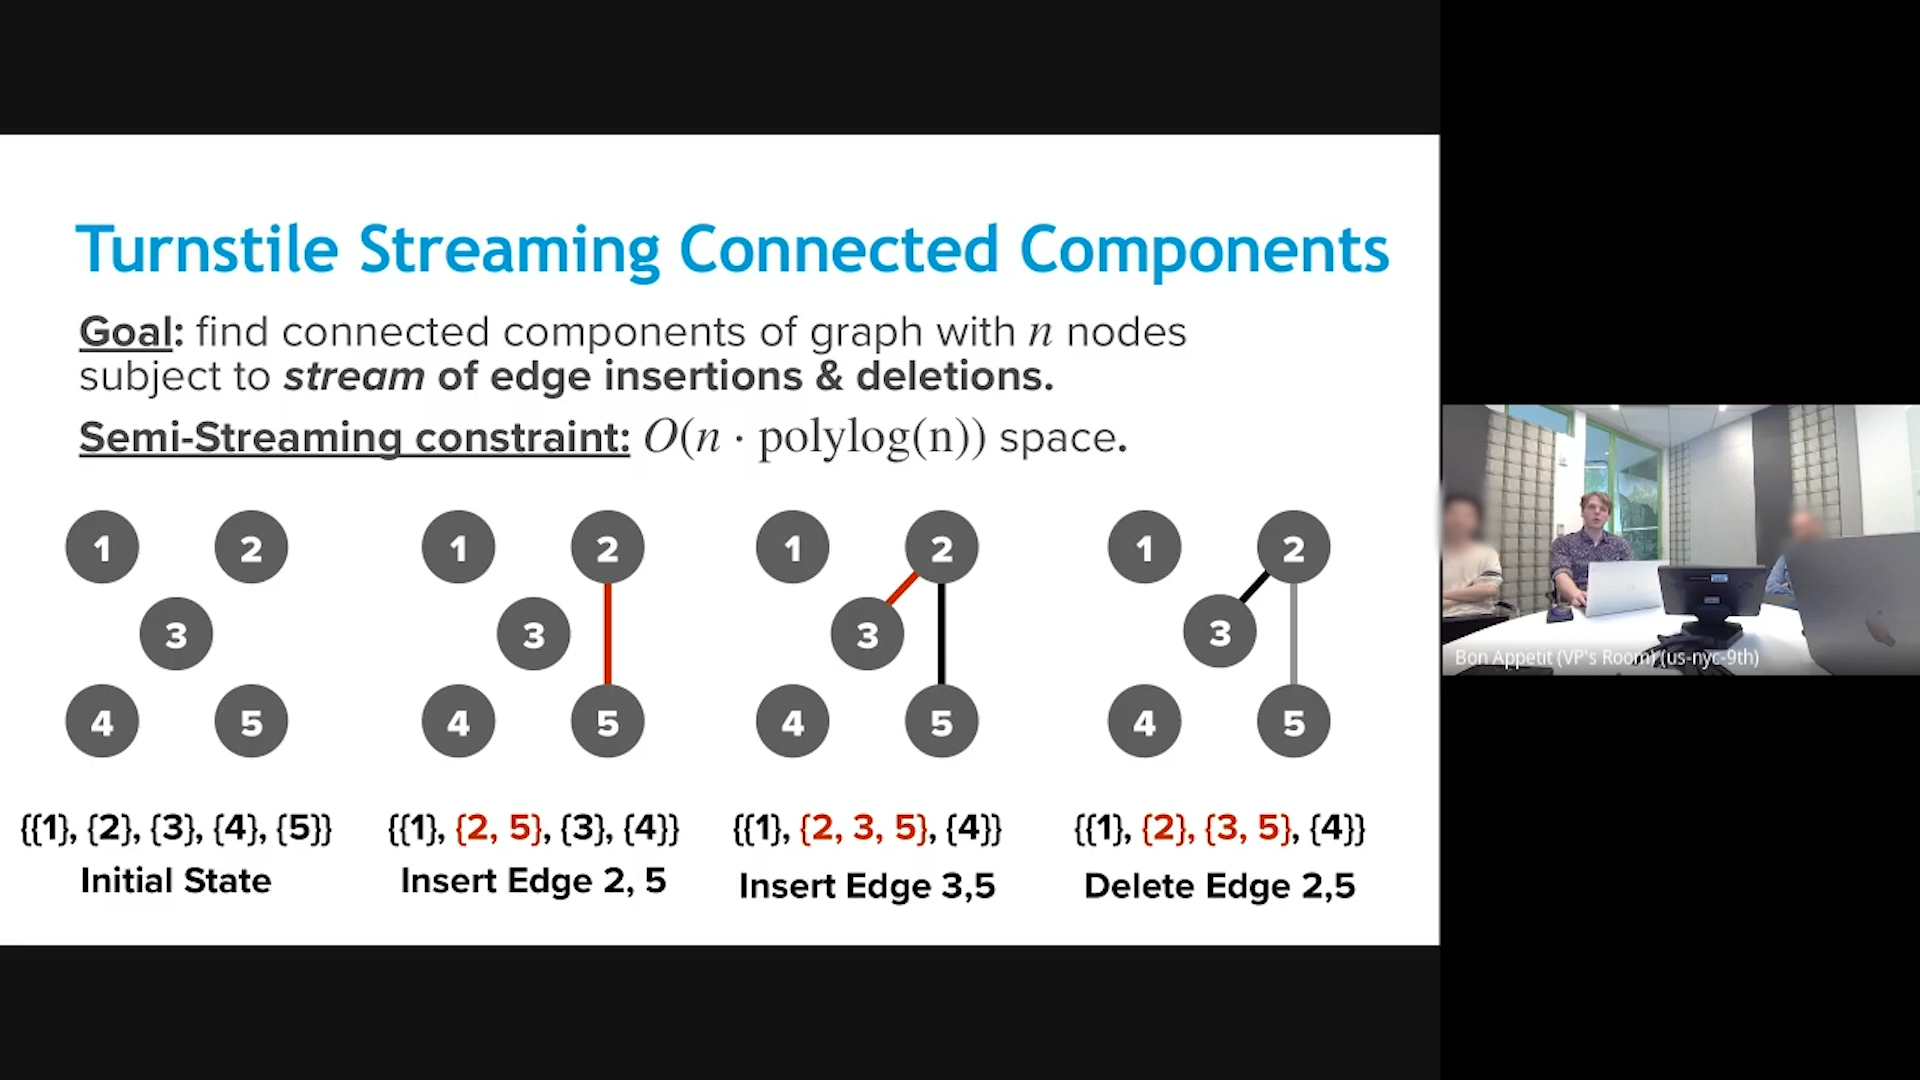 Turnstile Streaming Connected Components
Goal: find connected components of graph with n nodes
subject to stream of edge insertions & deletions.
Semi-Streaming constraint: O(n · polylog(n)) space.
1 2
3
4 5
1 2
3
4 5
1 2
3
4 5
1 2
3
4 5
{{1}, {2}, {3}, {4}, {5}}
Initial State
{{1}, {2, 5}, {3}, {4}}
Insert Edge 2, 5
{{1}, {2, 3, 5}, {4}}
Insert Edge 3,5
{{1}, {2}, {3, 5}, {4}}
Delete Edge 2,5
Bon Appetit (VP's Room) (us-nyc-9th)